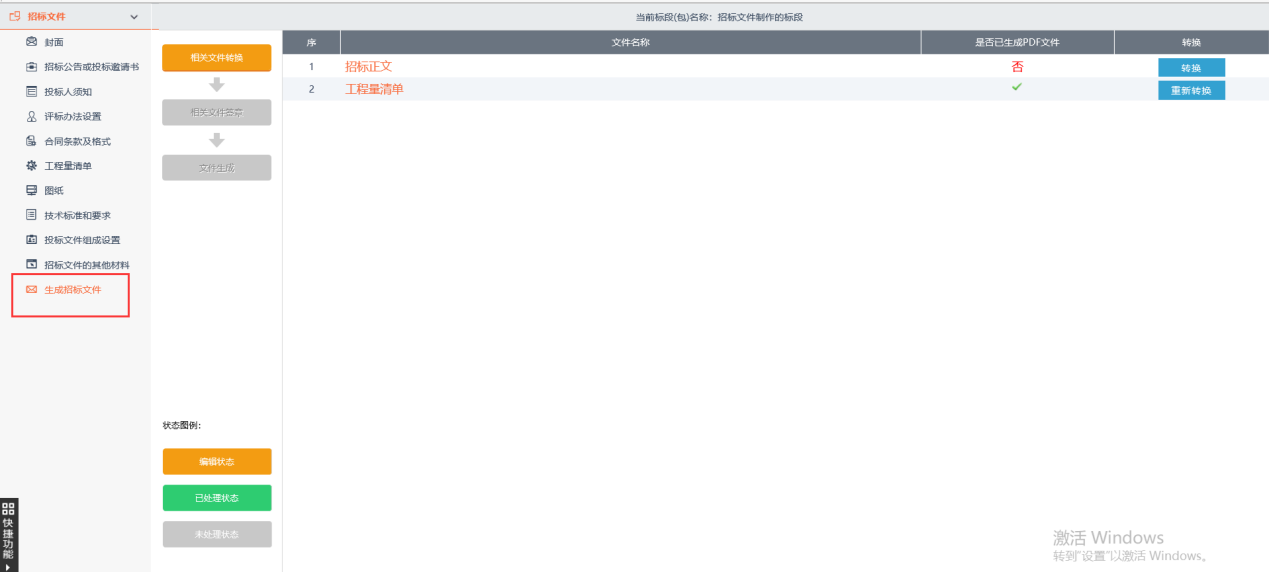 招标文件
封面
招标公告或投标邀请书
投标人须知
评标办法设置
合同条款及格式
工程量清单
图纸
技术标准和要求
投标文件组成设置
招标文件的其他材料
生成招标文件
快捷功能
相关文件转换
相关文件签章
文件生成
状态图例:
编辑状态
已处理状态
未处理状态
当前标段(包)名称: 招标文件制作的标段
序 文件名称 是否已生成PDF文件 转换
1 招标正文 否 转换
2 工程量清单 重新转换
激活 Windows
转到"设置"以激活 Windows。